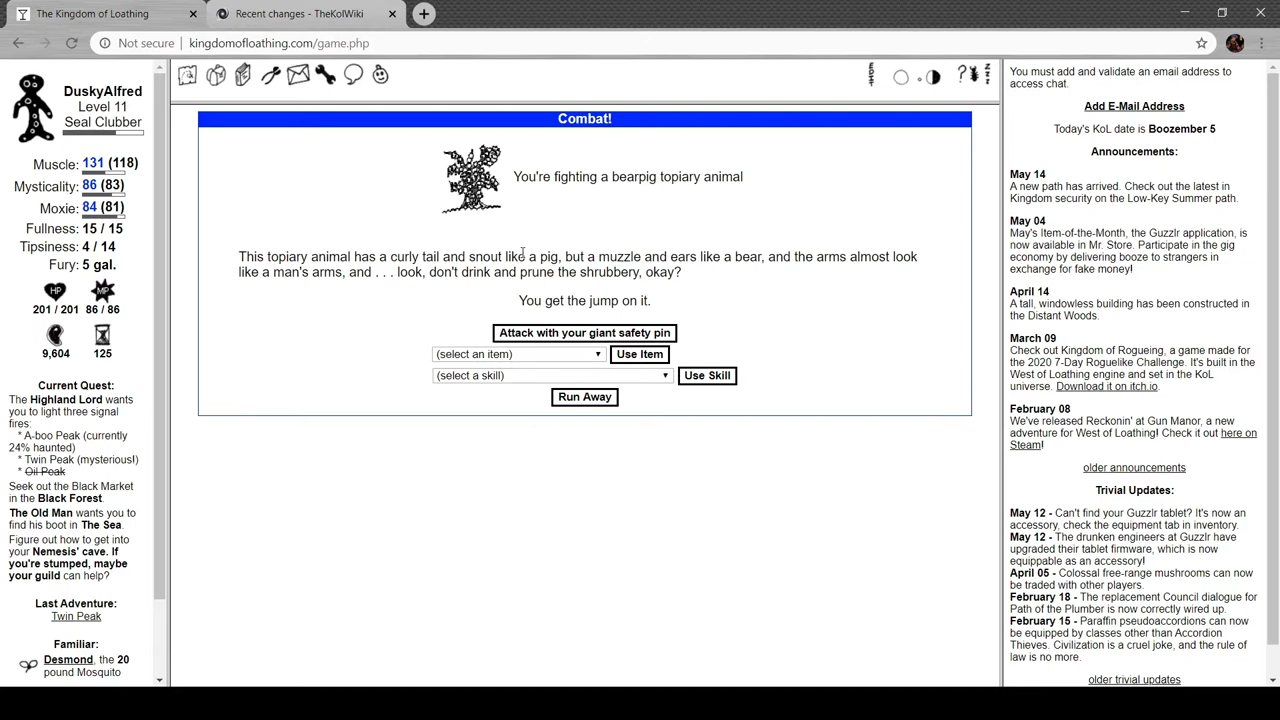 The Kingdom of Loathing
Recent changes - TheKolWiki
Not secure | kingdomofloathing.com/game.php
DuskyAlfred
Level 11
Seal Clubber
Muscle: 131 (118)
Mysticality: 86 (83)
Moxie: 84 (81)
Fullness: 15 / 15
Tipsiness: 4 / 14
Fury: 5 gal.
HP MP
201 / 201 86 / 86
9,604 125
Current Quest:
The Highland Lord wants
you to light three signal
fires:
* A-boo Peak (currently
24% haunted)
* Twin Peak (mysterious!)
* Oil Peak
Seek out the Black Market
in the Black Forest.
The Old Man wants you to
find his boot in The Sea.
Figure out how to get into
your Nemesis' cave. If
you're stumped, maybe
your guild can help?
Last Adventure:
Twin Peak
Familiar:
Desmond, the 20
pound Mosquito
Combat!
You're fighting a bearpig topiary animal
This topiary animal has a curly tail and snout like a pig, but a muzzle and ears like a bear, and the arms almost look
like a man's arms, and . . . look, don't drink and prune the shrubbery, okay?
You get the jump on it.
Attack with your giant safety pin
(select an item) Use Item
(select a skill) Use Skill
Run Away
You must add and validate an email address to
access chat.
Add E-Mail Address
Today's KoL date is Boozember 5
Announcements:
May 14
A new path has arrived. Check out the latest in
Kingdom security on the Low-Key Summer path.
May 04
May's Item-of-the-Month, the Guzzlr application, is
now available in Mr. Store. Participate in the gig
economy by delivering booze to strangers in
exchange for fake money!
April 14
A tall, windowless building has been constructed in
the Distant Woods.
March 09
Check out Kingdom of Rogueing, a game made for
the 2020 7-Day Roguelike Challenge. It's built in the
West of Loathing engine and set in the KoL
universe. Download it on itch.io.
February 08
We've released Reckonin' at Gun Manor, a new
adventure for West of Loathing! Check it out here on
Steam!
older announcements
Trivial Updates:
May 12 - Can't find your Guzzlr tablet? It's now an
accessory, check the equipment tab in inventory.
May 12 - The drunken engineers at Guzzlr have
upgraded their tablet firmware, which is now
equippable as an accessory!
April 05 - Colossal free-range mushrooms can now
be traded with other players.
February 18 - The replacement Council dialogue for
Path of the Plumber is now correctly wired up.
February 15 - Paraffin pseudoaccordions can now
be equipped by classes other than Accordion
Thieves. Civilization is a cruel joke, and the rule of
law is no more.
older trivial updates